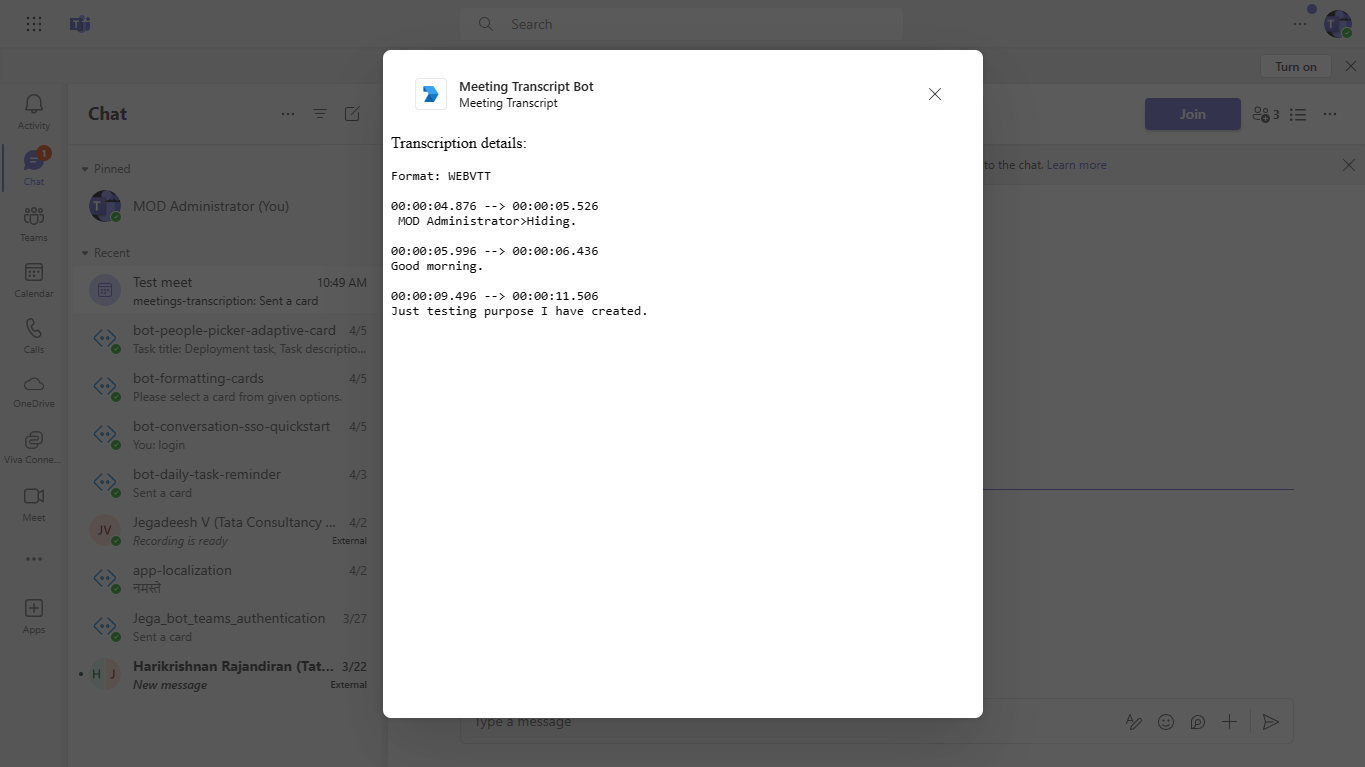 Search
Turn on
Activity
Chat
1
Teams
Calendar
Calls
OneDrive
Viva Conne...
Meet
Apps
Chat
Pinned
MOD Administrator (You)
Recent
Test meet 10:49 AM
meetings-transcription: Sent a card
bot-people-picker-adaptive-card 4/5
Task title: Deployment task, Task descriptio...
bot-formatting-cards 4/5
Please select a card from given options.
bot-conversation-sso-quickstart 4/5
You: login
bot-daily-task-reminder 4/3
Sent a card
JV
Jegadeesh V (Tata Consultancy ... 4/2
Recording is ready External
app-localization 4/2
नमस्ते
Jega_bot_teams_authentication 3/27
Sent a card
H J
Harikrishnan Rajandiran (Tat... 3/22
New message External
Meeting Transcript Bot
Meeting Transcript
Transcription details:
Format: WEBVTT
00:00:04.876 --> 00:00:05.526
MOD Administrator>Hiding.
00:00:05.996 --> 00:00:06.436
Good morning.
00:00:09.496 --> 00:00:11.506
Just testing purpose I have created.
Join
3
to the chat. Learn more
Type a message